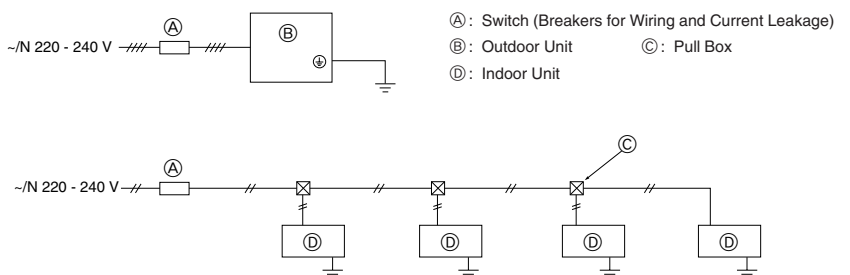 Ⓐ
~/N 220 - 240 V
Ⓑ
Ⓐ : Switch (Breakers for Wiring and Current Leakage)
Ⓑ : Outdoor Unit Ⓒ : Pull Box
Ⓓ : Indoor Unit
Ⓒ
Ⓐ
~/N 220 - 240 V
Ⓓ Ⓓ Ⓓ Ⓓ